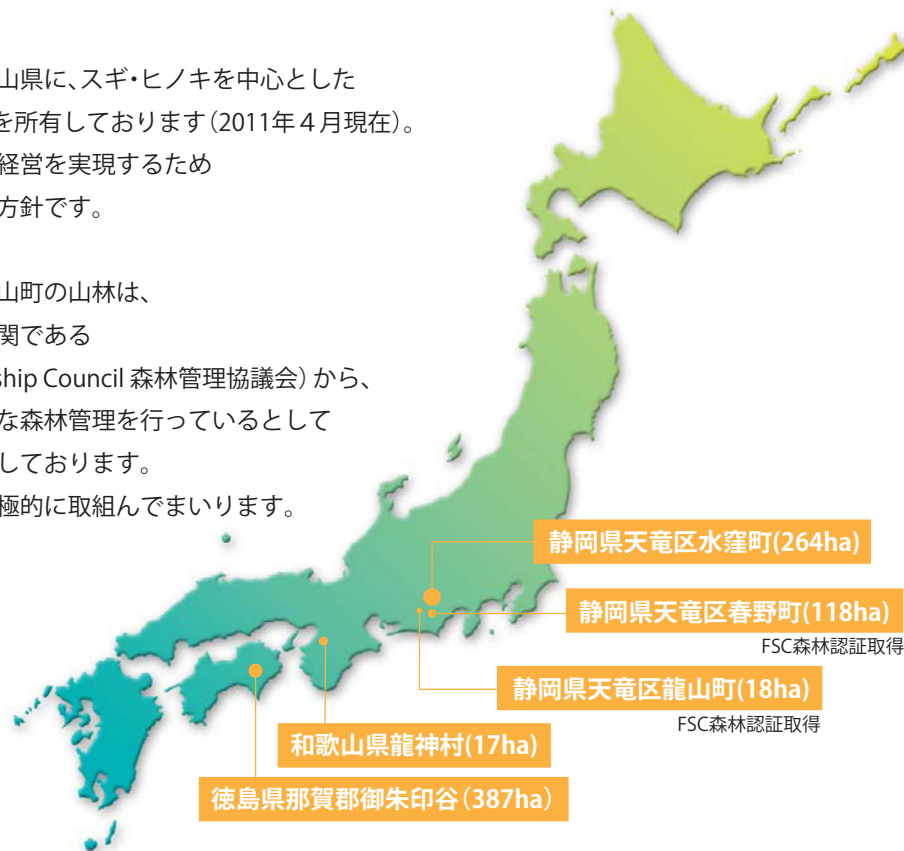 山県に、スギ・ヒノキを中心とした
を所有しております（2011年４月現在）。
経営を実現するため
方針です。
山町の山林は、
関である
ship Council 森林管理協議会）から、
な森林管理を行っているとして
しております。
極的に取組んでまいります。
静岡県天竜区水窪町(264ha)
静岡県天竜区春野町(118ha)
FSC森林認証取得
静岡県天竜区龍山町(18ha)
FSC森林認証取得
和歌山県龍神村(17ha)
徳島県那賀郡御朱印谷（387ha）